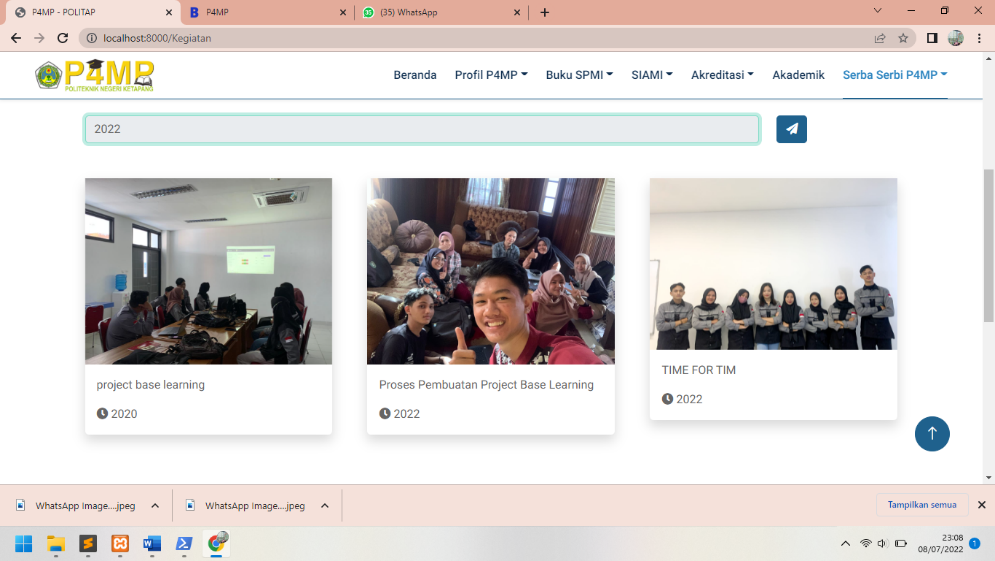 P4MP - POLITAP
P4MP
(35) WhatsApp
localhost:8000/Kegiatan
P4MP
POLITEKNIK NEGERI KETAPANG
Beranda
Profil P4MP
Buku SPMI
SIAMI
Akreditasi
Akademik
Serba Serbi P4MP
2022
project base learning
2020
Proses Pembuatan Project Base Learning
2022
TIME FOR TIM
2022
WhatsApp Image....jpeg
WhatsApp Image....jpeg
Tampilkan semua
23:08
08/07/2022
1